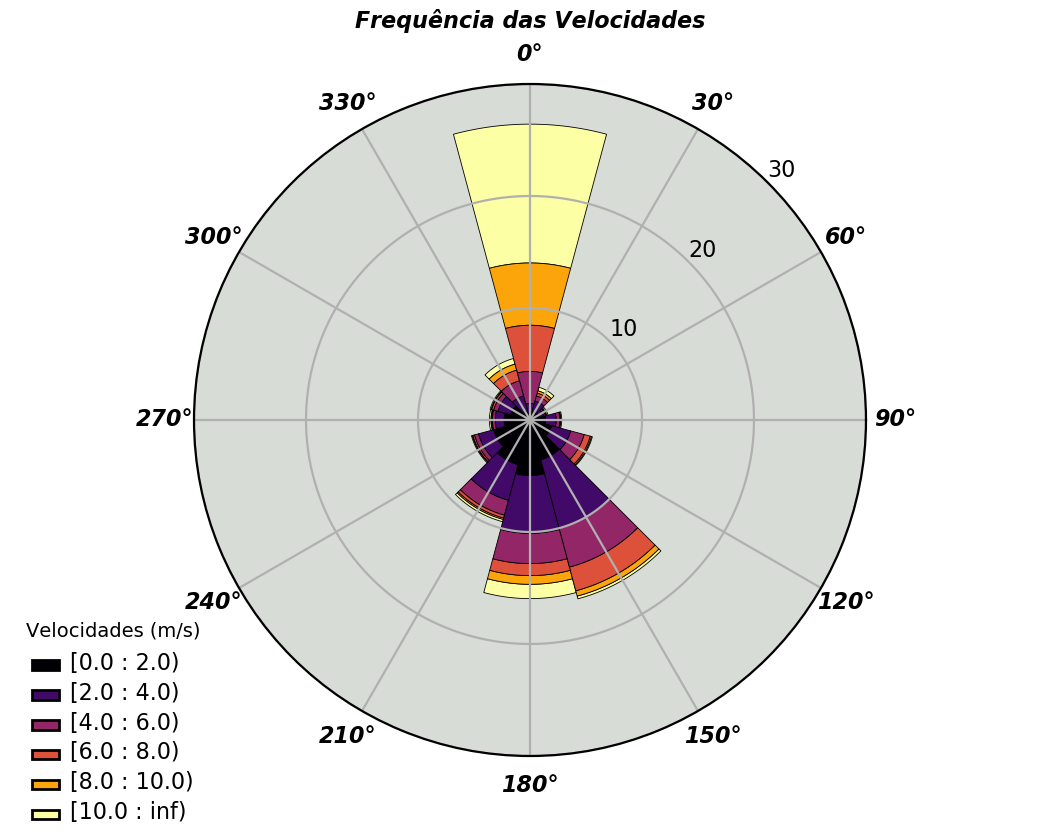 Frequência das Velocidades
0°
330°
30°
30
300°
60°
20
10
270°
90°
240°
120°
Velocidades (m/s)
[0.0 : 2.0)
[2.0 : 4.0)
[4.0 : 6.0)
[6.0 : 8.0)
[8.0 : 10.0)
[10.0 : inf)
210°
150°
180°